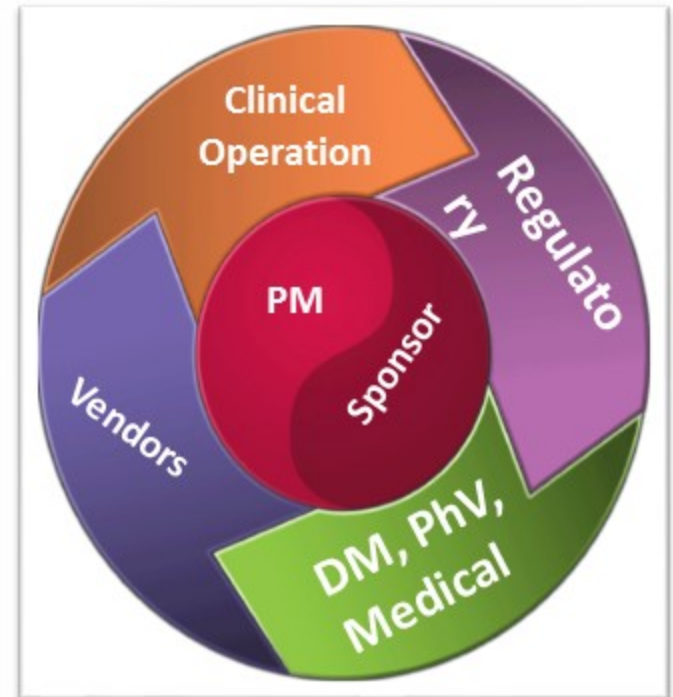 Clinical
Operation
Regulato
ry
PM
Sponsor
Vendors
DM, PhV,
Medical